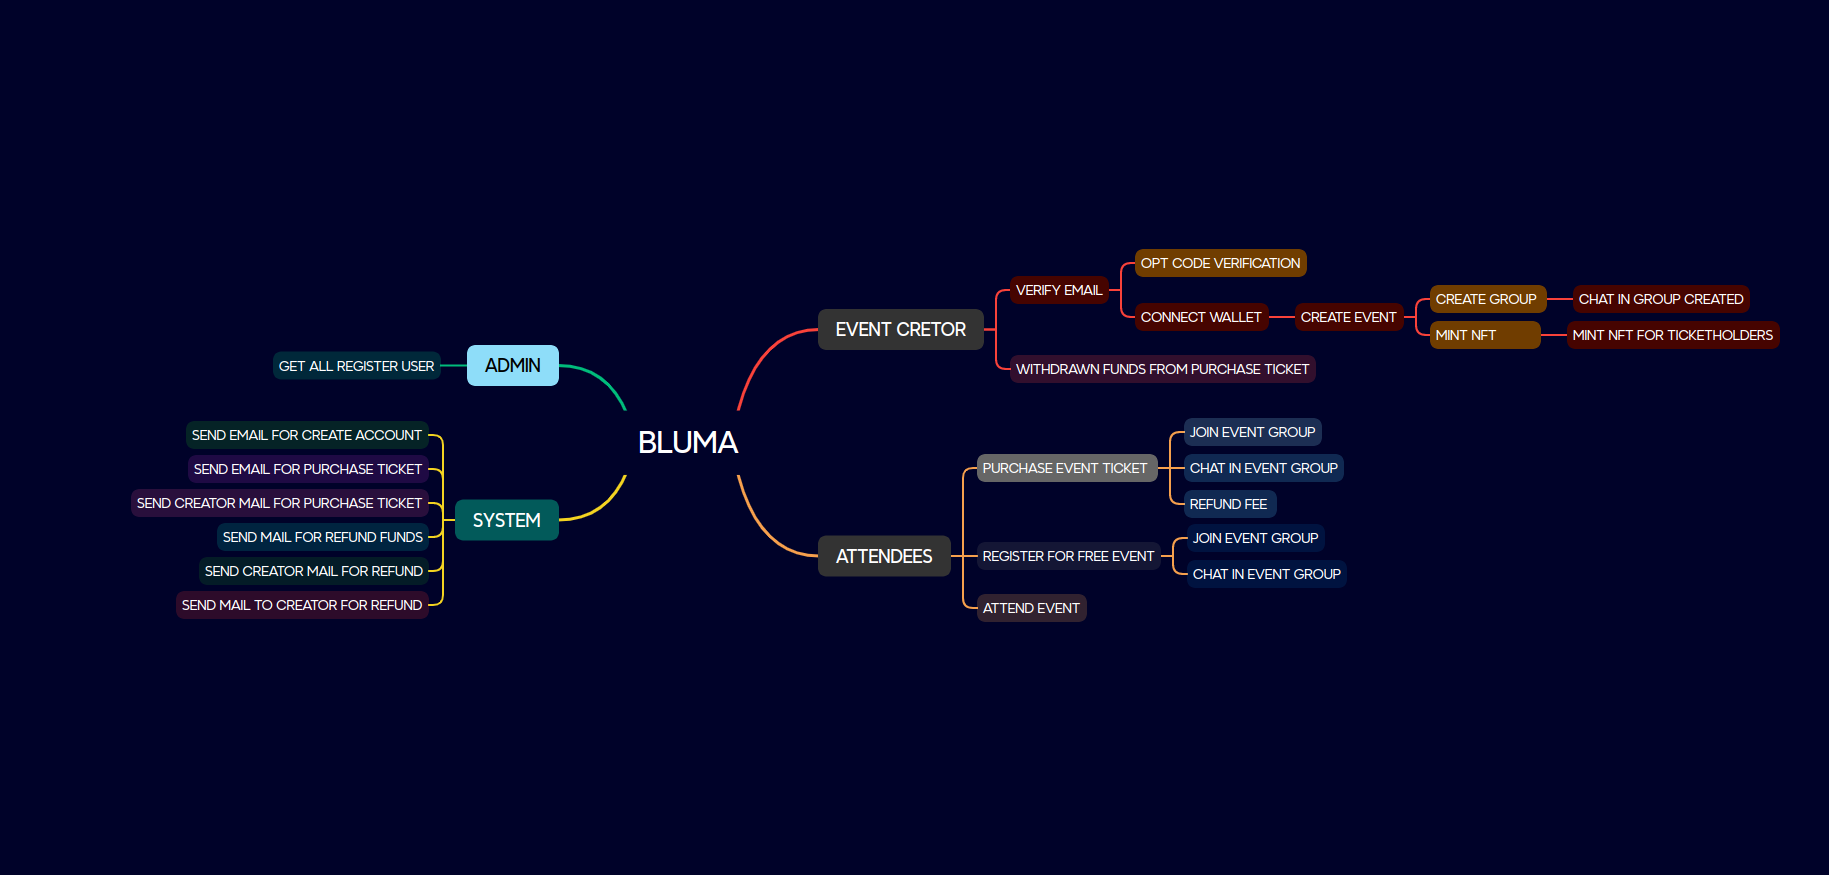 BLUMA
EVENT CRETOR
VERIFY EMAIL
OPT CODE VERIFICATION
CONNECT WALLET
CREATE EVENT
CREATE GROUP
CHAT IN GROUP CREATED
MINT NFT
MINT NFT FOR TICKETHOLDERS
WITHDRAWN FUNDS FROM PURCHASE TICKET
ATTENDEES
PURCHASE EVENT TICKET
JOIN EVENT GROUP
CHAT IN EVENT GROUP
REFUND FEE
REGISTER FOR FREE EVENT
JOIN EVENT GROUP
CHAT IN EVENT GROUP
ATTEND EVENT
ADMIN
GET ALL REGISTER USER
SYSTEM
SEND EMAIL FOR CREATE ACCOUNT
SEND EMAIL FOR PURCHASE TICKET
SEND CREATOR MAIL FOR PURCHASE TICKET
SEND MAIL FOR REFUND FUNDS
SEND CREATOR MAIL FOR REFUND
SEND MAIL TO CREATOR FOR REFUND